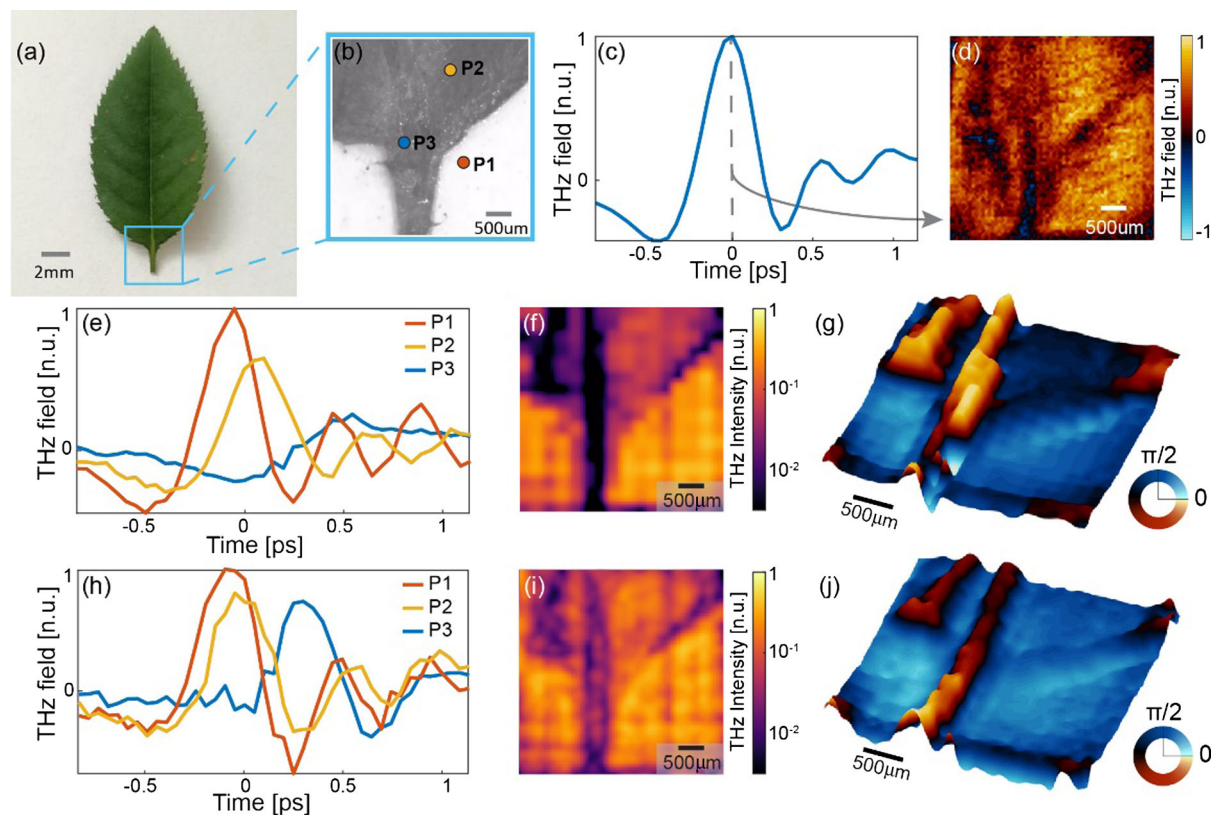 (a)
2mm
(b)
P2
P3
P1
500um
(c)
THz field [n.u.]
1
0
-0.5
0
0.5
1
Time [ps]
(d)
500um
THz field [n.u.]
1
0
-1
(e)
THz field [n.u.]
1
0
P1
P2
P3
-0.5
0
0.5
1
Time [ps]
(f)
500μm
THz Intensity [n.u.]
1
10-1
10-2
(g)
500μm
π/2
0
(h)
THz field [n.u.]
1
0
P1
P2
P3
-0.5
0
0.5
1
Time [ps]
(i)
500μm
THz Intensity [n.u.]
1
10-1
10-2
(j)
500μm
π/2
0